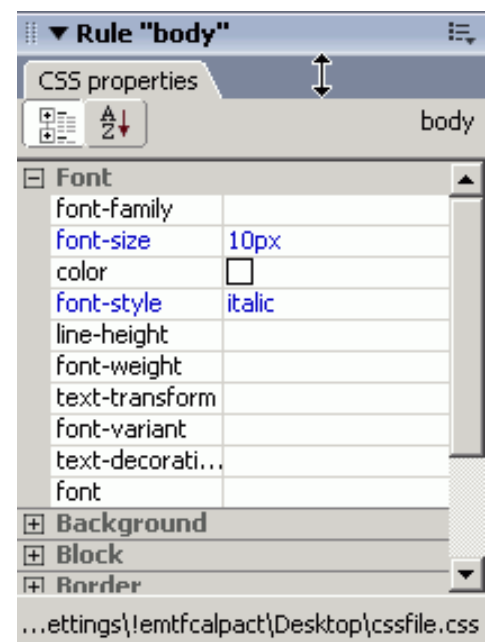 Rule "body"
CSS properties
A Z body
Font
font-family
font-size 10px
color
font-style italic
line-height
font-weight
text-transform
font-variant
text-decorati...
font
Background
Block
Border
...ettings\!emtfcalpact\Desktop\cssfile.css